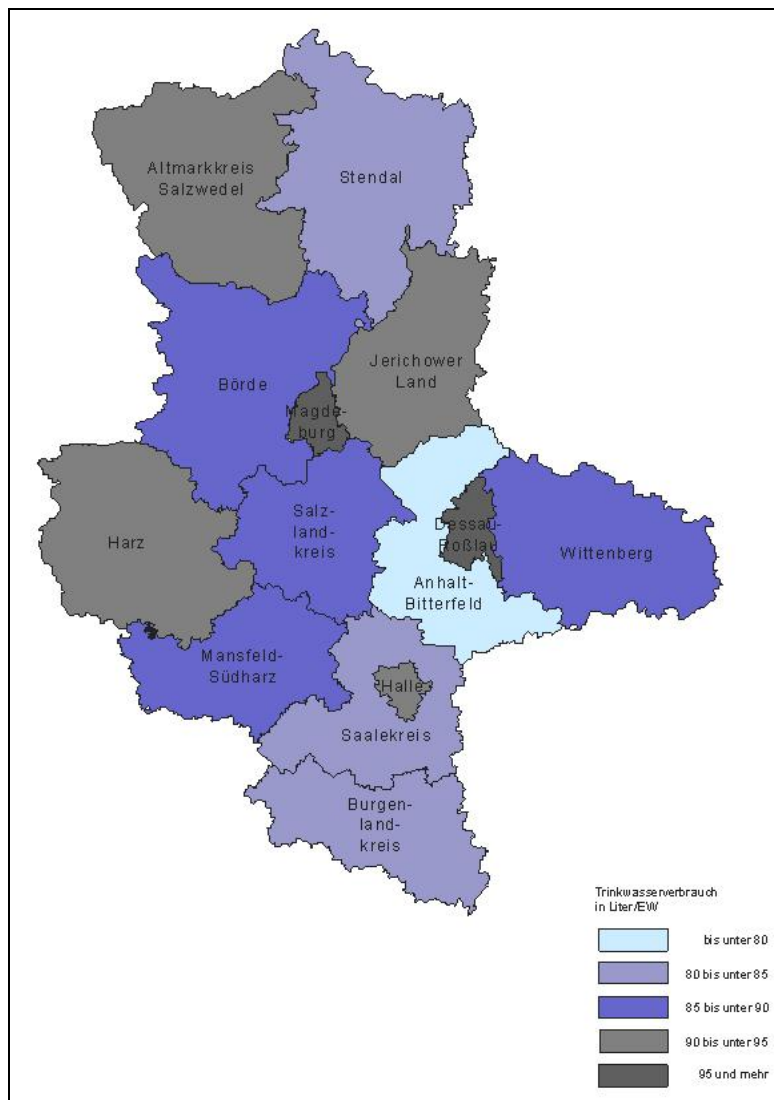 Altmarkkreis
Salzwedel
Stendal
Jerichower
Land
Börde
Magde-
burg
Salz-
land-
kreis
Harz
Dessau-
Roßlau
Wittenberg
Anhalt-
Bitterfeld
Mansfeld-
Südharz
Halle
Saalekreis
Burgen-
land-
kreis
Trinkwasserverbrauch
in Liter/EW
bis unter 80
80 bis unter 85
85 bis unter 90
90 bis unter 95
95 und mehr